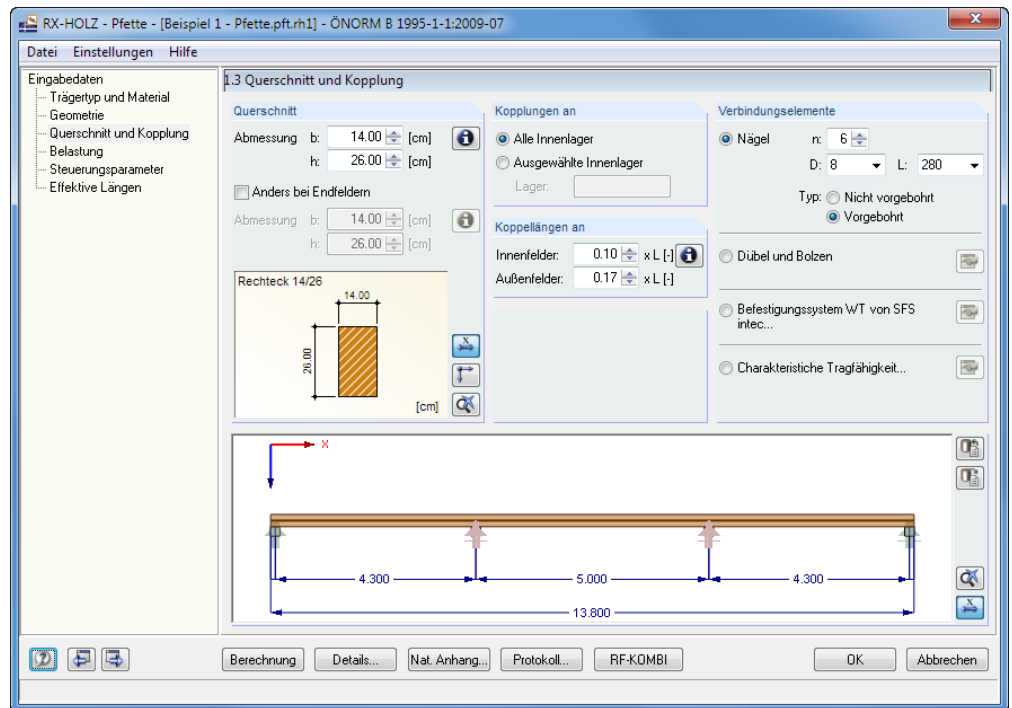 RX-HOLZ - Pfette - [Beispiel 1 - Pfette.pft.rh1] - ÖNORM B 1995-1-1:2009-07
Datei Einstellungen Hilfe
Eingabedaten
Trägertyp und Material
Geometrie
Querschnitt und Kopplung
Belastung
Steuerungsparameter
Effektive Längen
1.3 Querschnitt und Kopplung
Querschnitt
Abmessung b: 14.00 [cm]
h: 26.00 [cm]
Anders bei Endfeldern
Abmessung b: 14.00 [cm]
h: 26.00 [cm]
Rechteck 14/26
14.00
26.00
[cm]
Kopplungen an
Alle Innenlager
Ausgewählte Innenlager
Lager:
Koppellängen an
Innenfelder: 0.10 x L [-]
Außenfelder: 0.17 x L [-]
Verbindungselemente
Nägel n: 6
D: 8 L: 280
Typ: Nicht vorgebohrt
Vorgebohrt
Dübel und Bolzen
Befestigungssystem WT von SFS
intec...
Charakteristische Tragfähigkeit...
X
4.300 5.000 4.300
13.800
Berechnung Details... Nat. Anhang... Protokoll... RF-KOMBI OK Abbrechen